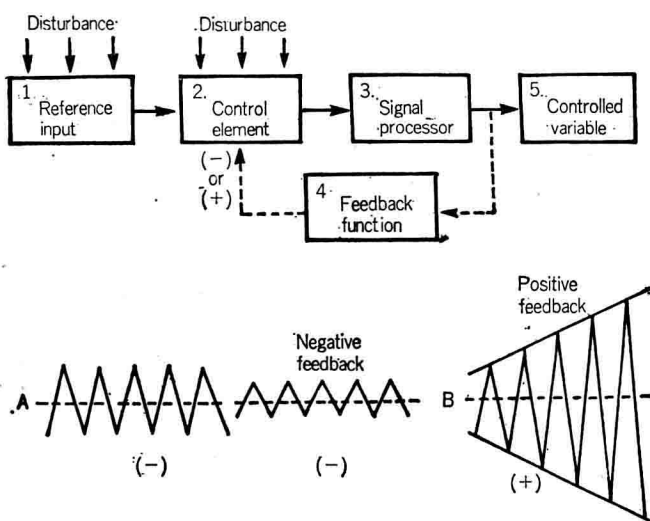 Disturbance
Disturbance
1.
Reference
input
2.
Control
element
3.
Signal
processor
5.
Controlled
variable
(-)
or
(+)
4
Feedback
function
Positive
feedback
Negative
feedback
A
B
(-)
(-)
(+)